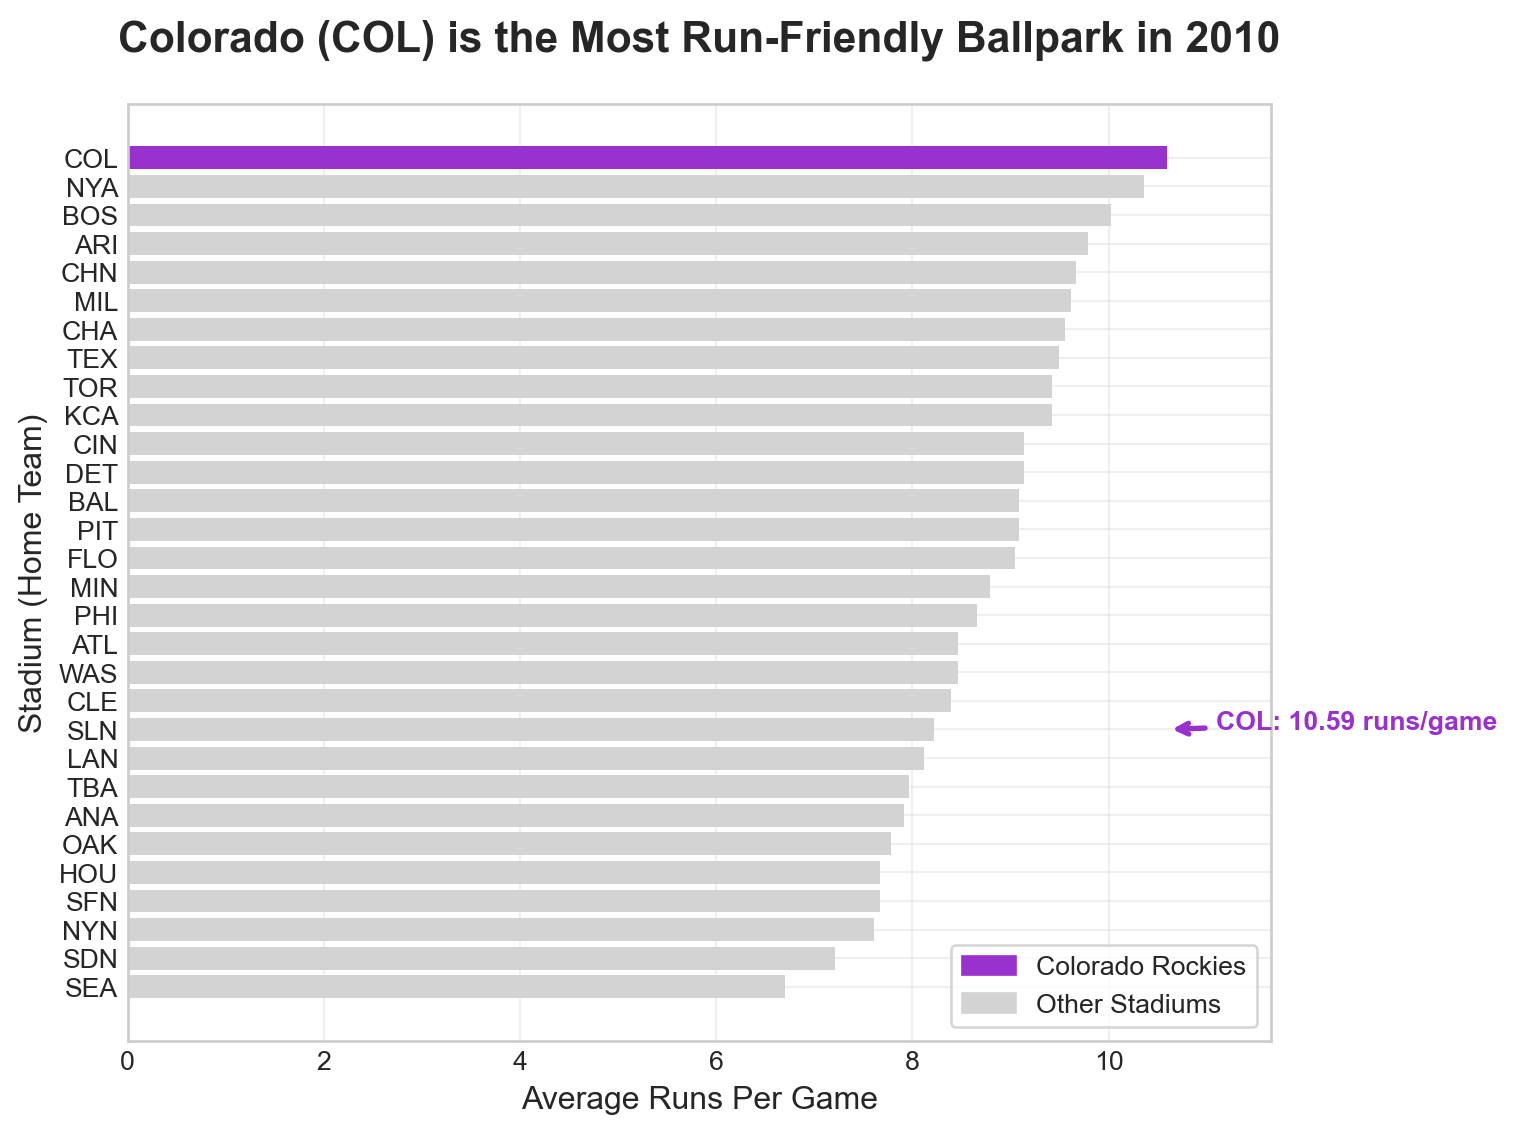 Colorado (COL) is the Most Run-Friendly Ballpark in 2010
Stadium (Home Team)
COL
NYA
BOS
ARI
CHN
MIL
CHA
TEX
TOR
KCA
CIN
DET
BAL
PIT
FLO
MIN
PHI
ATL
WAS
CLE
SLN
LAN
TBA
ANA
OAK
HOU
SFN
NYN
SDN
SEA
COL: 10.59 runs/game
Colorado Rockies
Other Stadiums
0 2 4 6 8 10
Average Runs Per Game